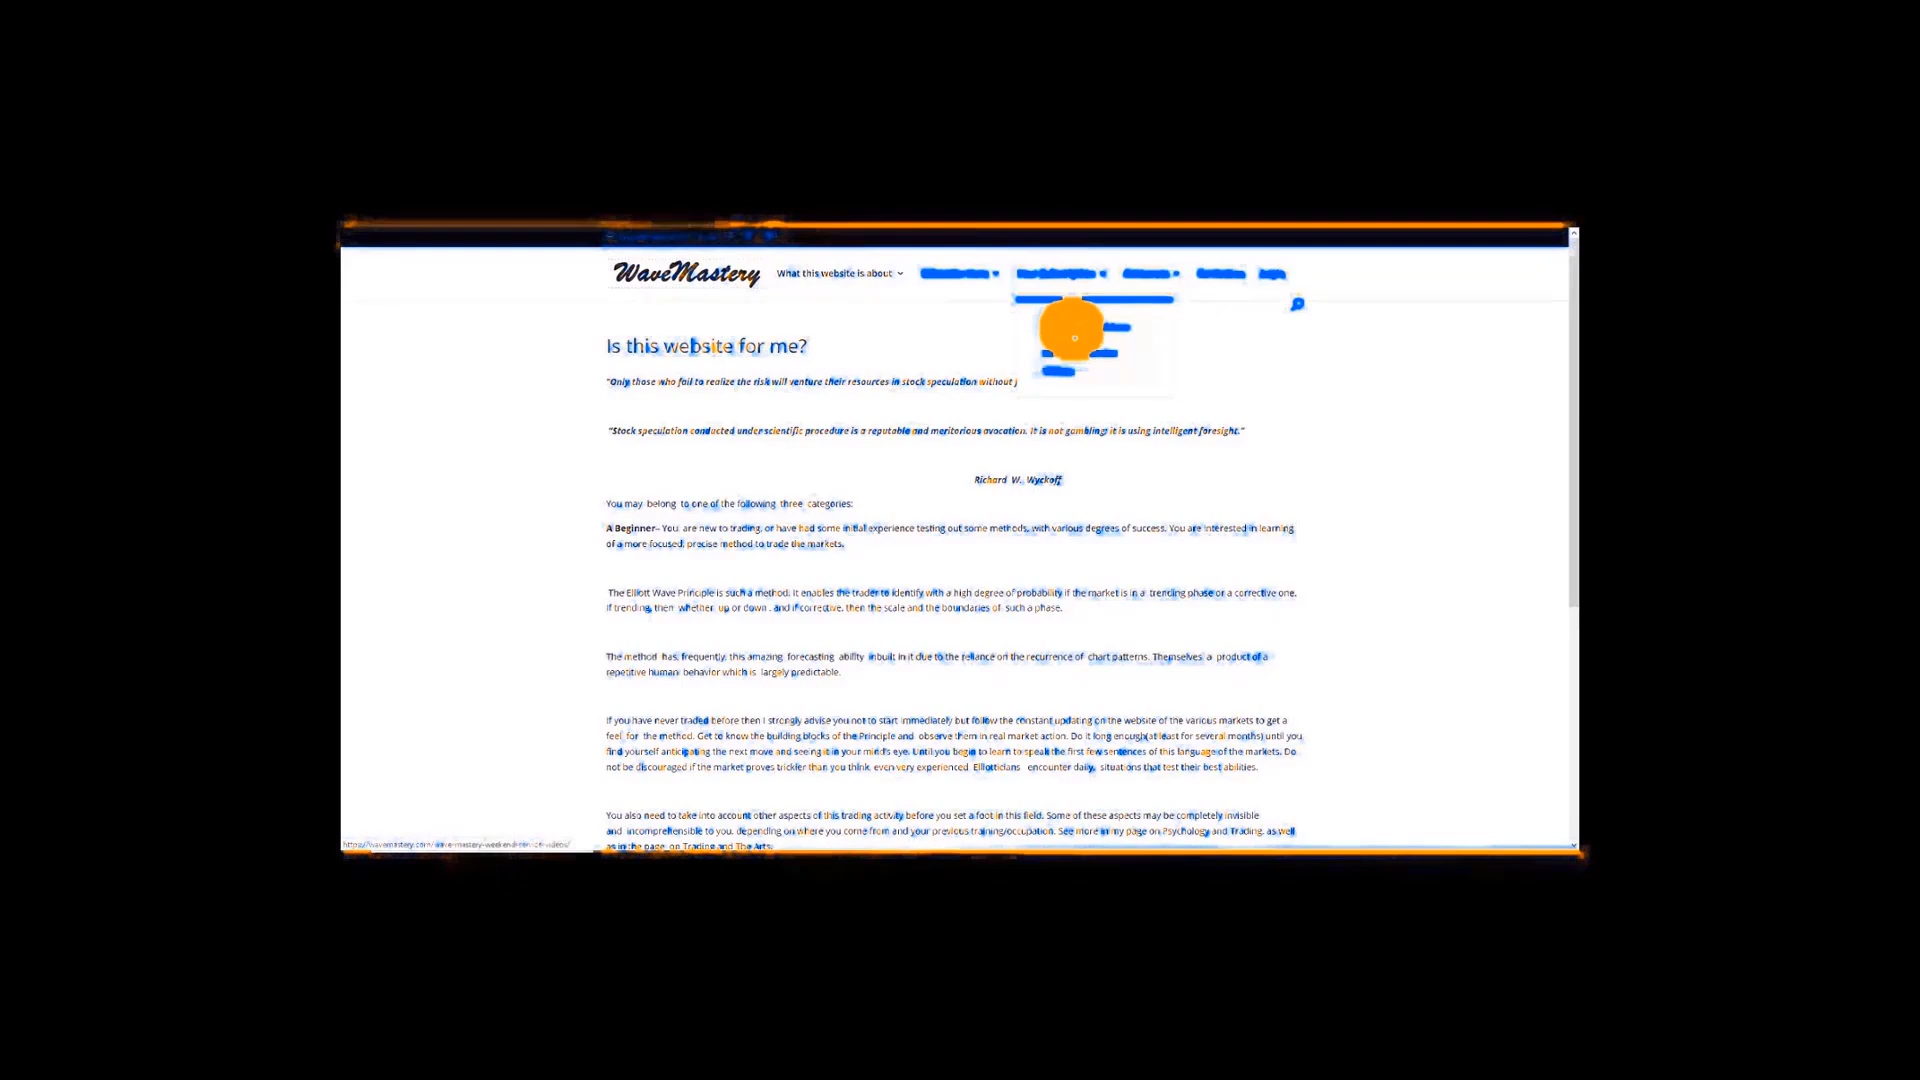 WaveMastery What this website is about
Is this website for me?
"Only those who fail to realize the risk will venture their resources in stock speculation without
"Stock speculation conducted under scientific procedure is a reputable and meritorious avocation. It is not gambling: it is using intelligent foresight."
Richard W. Wyckoff
You may belong to one of the following three categories:
A Beginner– You are new to trading, or have had some initial experience testing out some methods, with various degrees of success. You are interested in learning
of a more focused, precise method to trade the markets.
The Elliott Wave Principle is such a method. It enables the trader to identify with a high degree of probability if the market is in a trending phase or a corrective one.
If trending, then whether up or down , and if corrective, then the scale and the boundaries of such a phase.
The method has, frequently, this amazing forecasting ability inbuilt in it due to the reliance on the recurrence of chart patterns. Themselves a product of a
repetitive human behavior which is largely predictable.
If you have never traded before then I strongly advise you not to start immediately but follow the constant updating on the website of the various markets to get a
feel for the method. Get to know the building blocks of the Principle and observe them in real market action. Do it long enough(at least for several months) until you
find yourself anticipating the next move and seeing it in your mind's eye. Until you begin to learn to speak the first few sentences of this language of the markets. Do
not be discouraged if the market proves trickier than you think, even very experienced Elliotticians encounter daily, situations that test their best abilities.
You also need to take into account other aspects of this trading activity before you set a foot in this field. Some of these aspects may be completely invisible
and incomprehensible to you, depending on where you come from and your previous training/occupation. See more in my page on Psychology and Trading, as well
as in the page on Trading and The Arts.